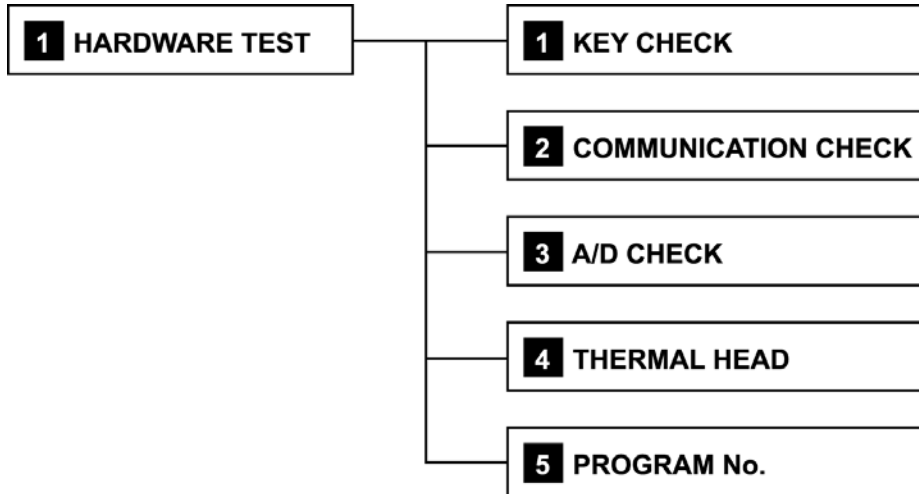 1 HARDWARE TEST
1 KEY CHECK
2 COMMUNICATION CHECK
3 A/D CHECK
4 THERMAL HEAD
5 PROGRAM No.